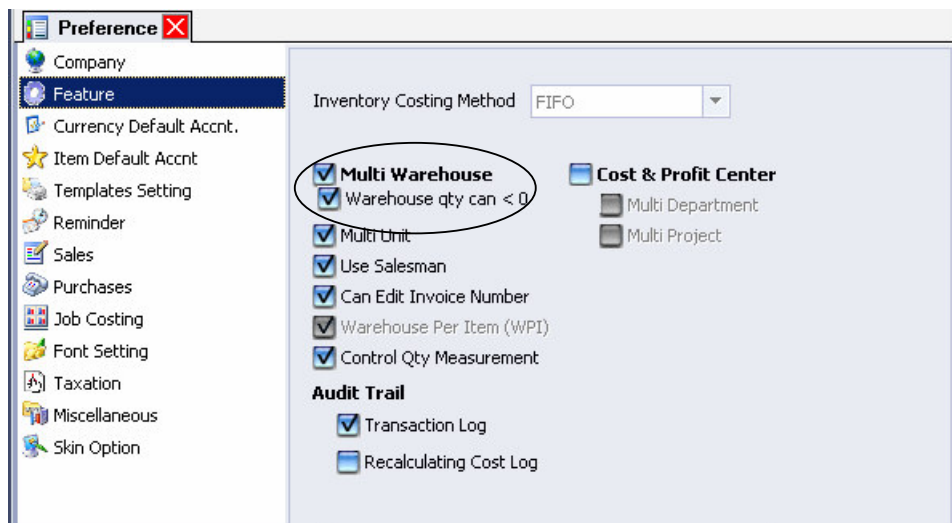 Preference
Company
Feature
Currency Default Accnt.
Item Default Accnt
Templates Setting
Reminder
Sales
Purchases
Job Costing
Font Setting
Taxation
Miscellaneous
Skin Option
Inventory Costing Method FIFO
Multi Warehouse
Warehouse qty can < 0
Multi Unit
Use Salesman
Can Edit Invoice Number
Warehouse Per Item (WPI)
Control Qty Measurement
Audit Trail
Transaction Log
Recalculating Cost Log
Cost & Profit Center
Multi Department
Multi Project